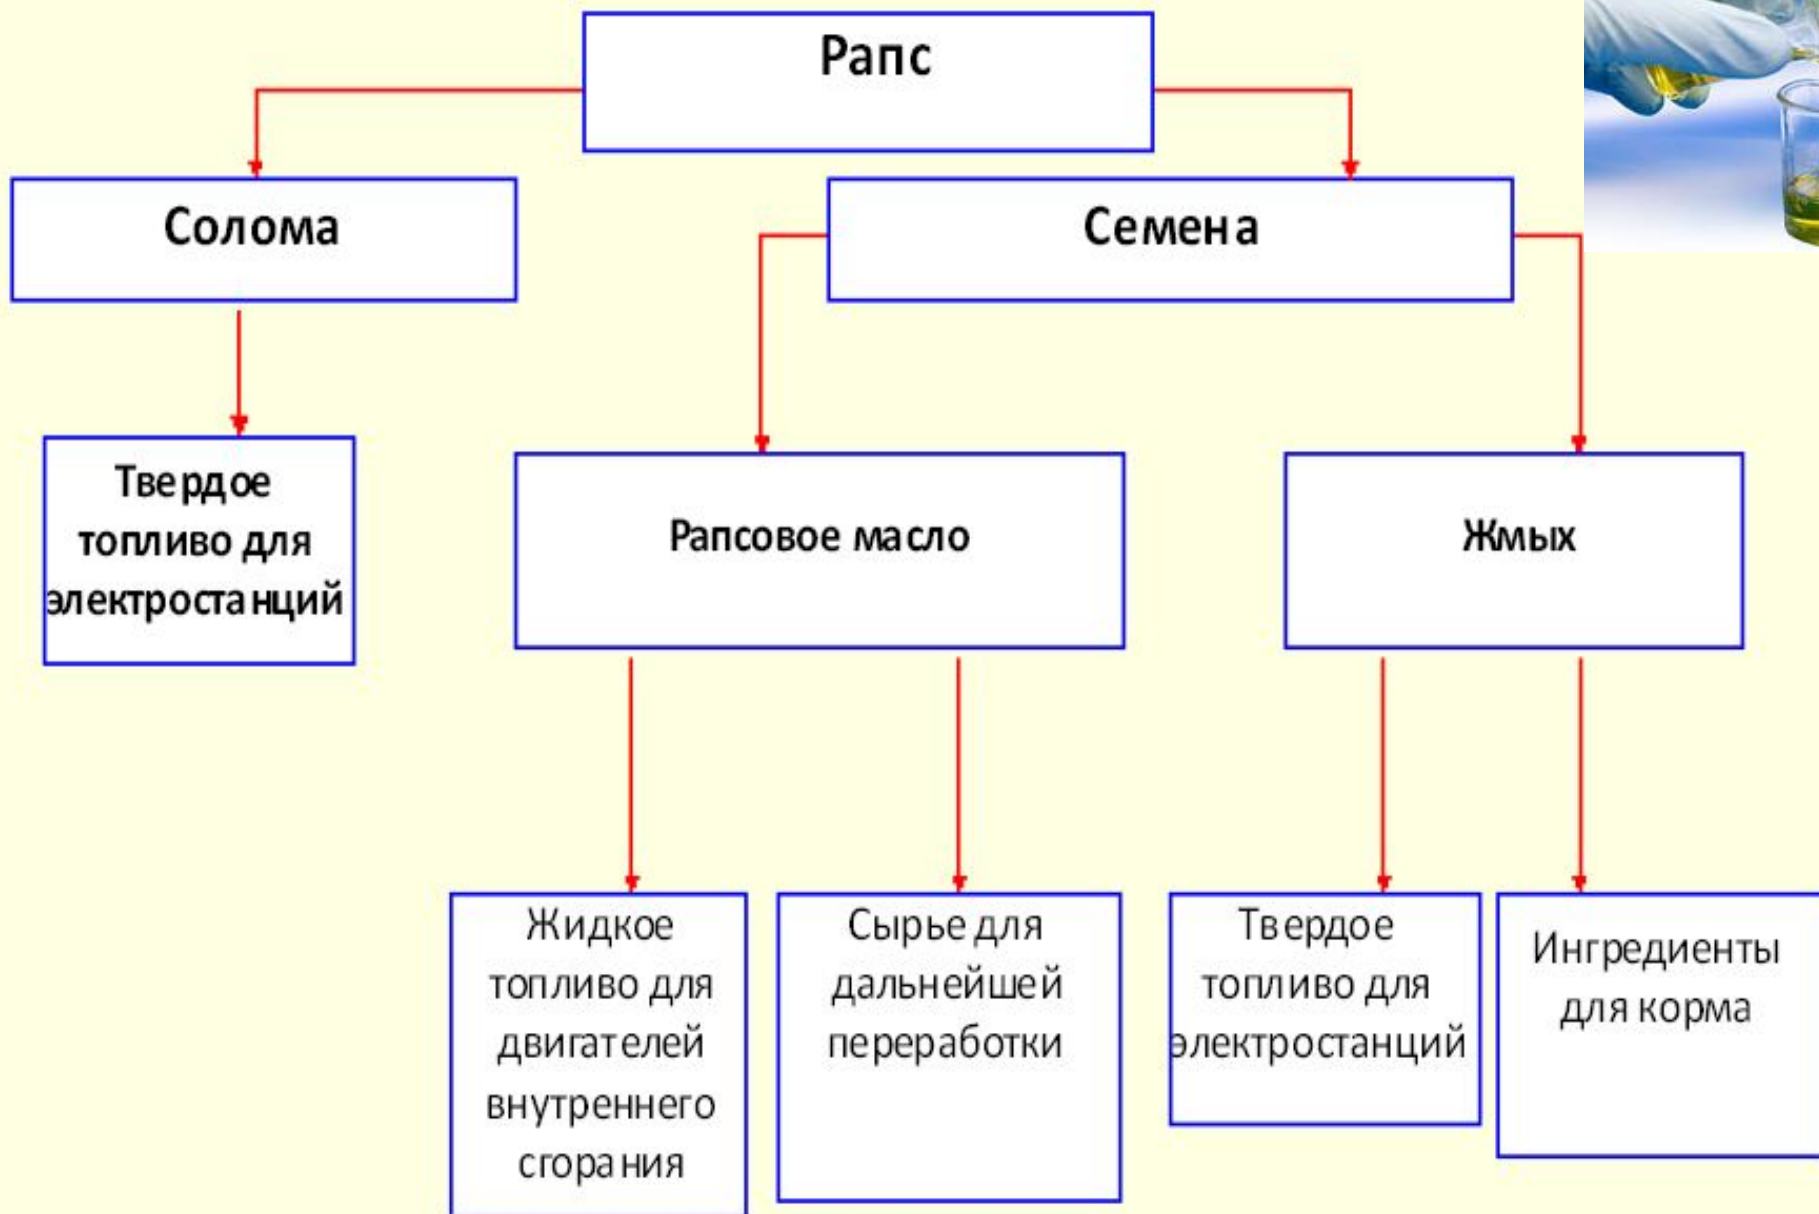 Рапс
Солома
Семена
Твердое
топливо для
электростанций
Рапсовое масло
Жмых
Жидкое
топливо для
двигателей
внутреннего
сгорания
Сырье для
дальнейшей
переработки
Твердое
топливо для
электростанций
Ингредиенты
для корма